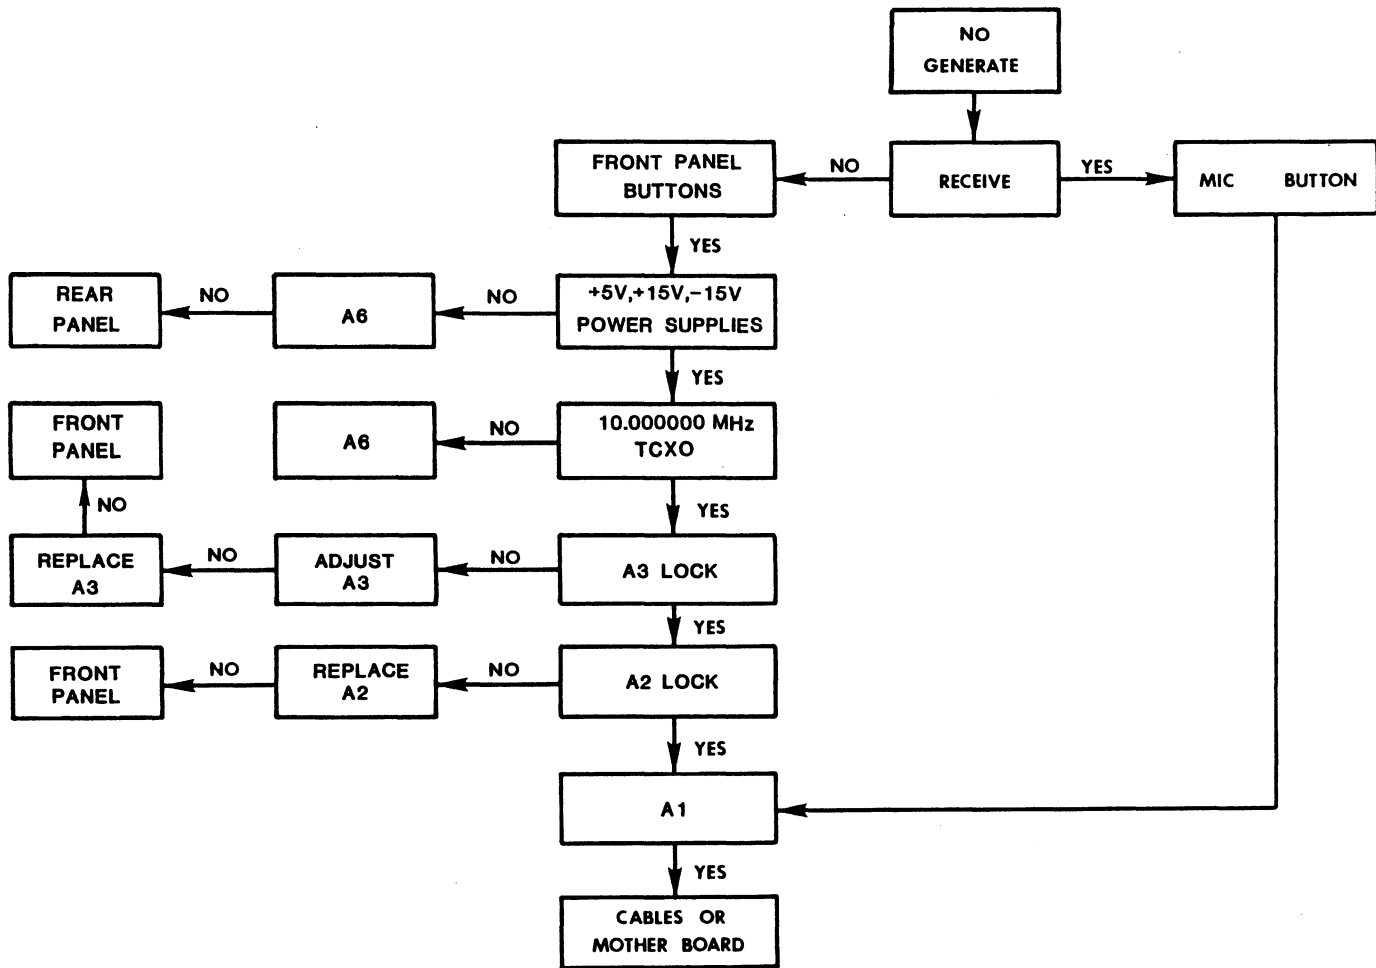 NO
GENERATE
FRONT PANEL
BUTTONS
NO
RECEIVE
YES
MIC BUTTON
YES
REAR
PANEL
NO
A6
NO
+5V,+15V,-15V
POWER SUPPLIES
YES
FRONT
PANEL
A6
NO
10.000000 MHz
TCXO
NO
YES
REPLACE
A3
NO
ADJUST
A3
NO
A3 LOCK
YES
FRONT
PANEL
NO
REPLACE
A2
NO
A2 LOCK
YES
A1
YES
CABLES OR
MOTHER BOARD